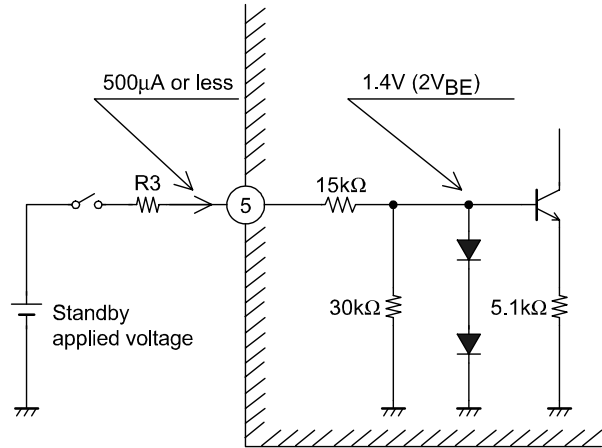 500μA or less
1.4V (2VBE)
R3
5
15kΩ
30kΩ
5.1kΩ
Standby
applied voltage